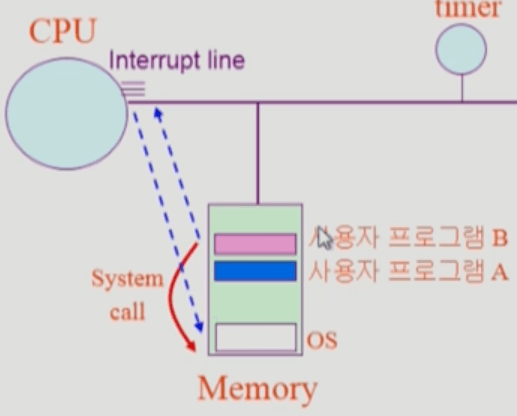 timer
CPU
Interrupt line
사용자 프로그램 B
사용자 프로그램 A
System
call
OS
Memory